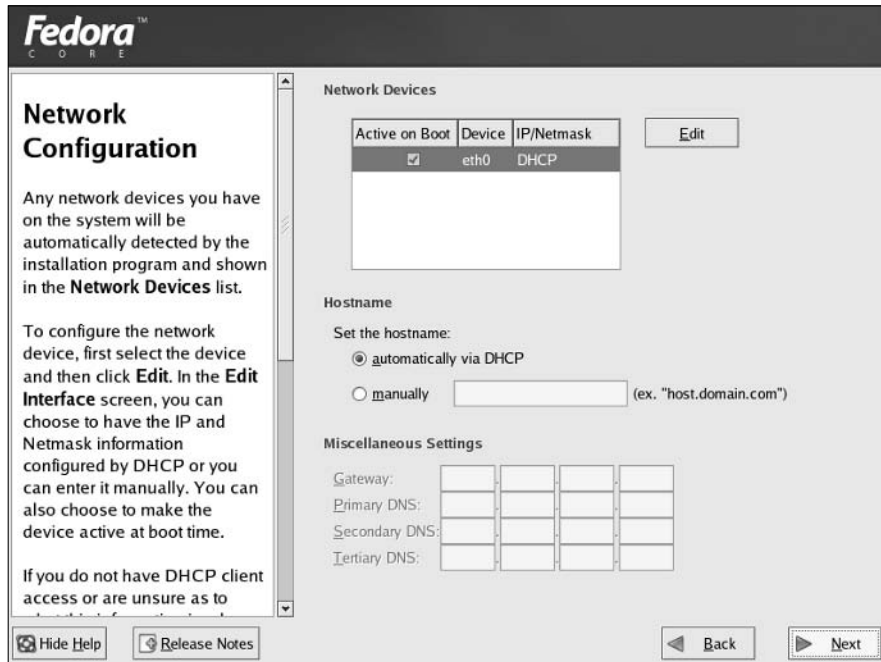 Fedora™
CORE
Network
Configuration
Any network devices you have
on the system will be
automatically detected by the
installation program and shown
in the Network Devices list.
To configure the network
device, first select the device
and then click Edit. In the Edit
Interface screen, you can
choose to have the IP and
Netmask information
configured by DHCP or you
can enter it manually. You can
also choose to make the
device active at boot time.
If you do not have DHCP client
access or are unsure as to
Network Devices
Active on Boot Device IP/Netmask
eth0 DHCP
Edit
Hostname
Set the hostname:
automatically via DHCP
manually (ex. "host.domain.com")
Miscellaneous Settings
Gateway: . . .
Primary DNS: . . .
Secondary DNS: . . .
Tertiary DNS: . . .
Hide Help
Release Notes
Back
Next